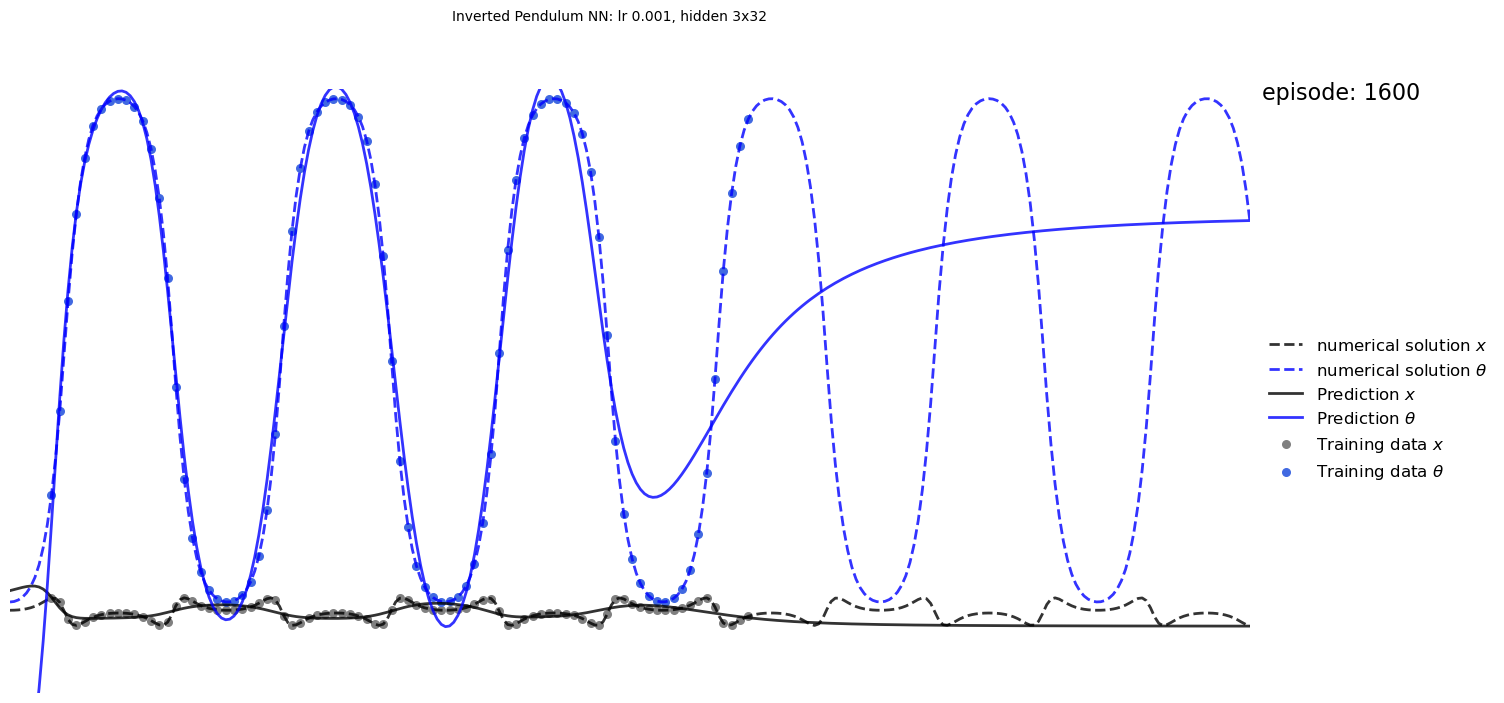 Inverted Pendulum NN: lr 0.001, hidden 3x32
episode: 1600
numerical solution x
numerical solution θ
Prediction x
Prediction θ
Training data x
Training data θ